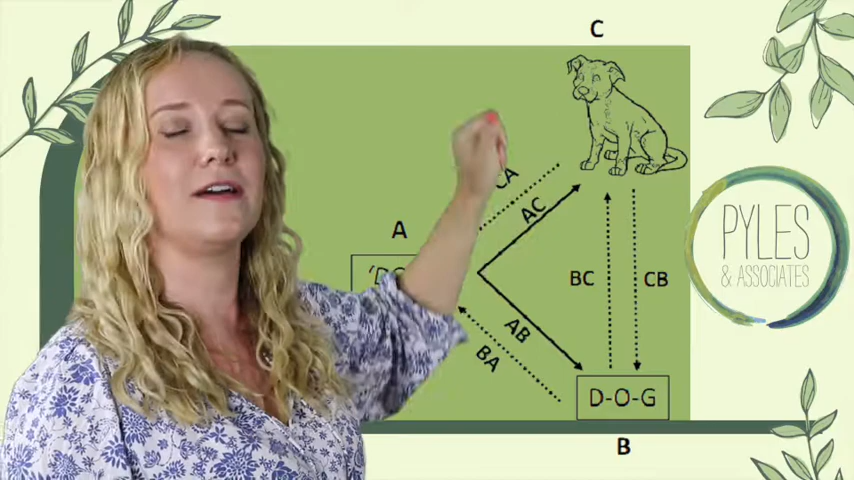 C
CA
AC
A
BC
CB
AB
BA
D-O-G
B
PYLES
& ASSOCIATES